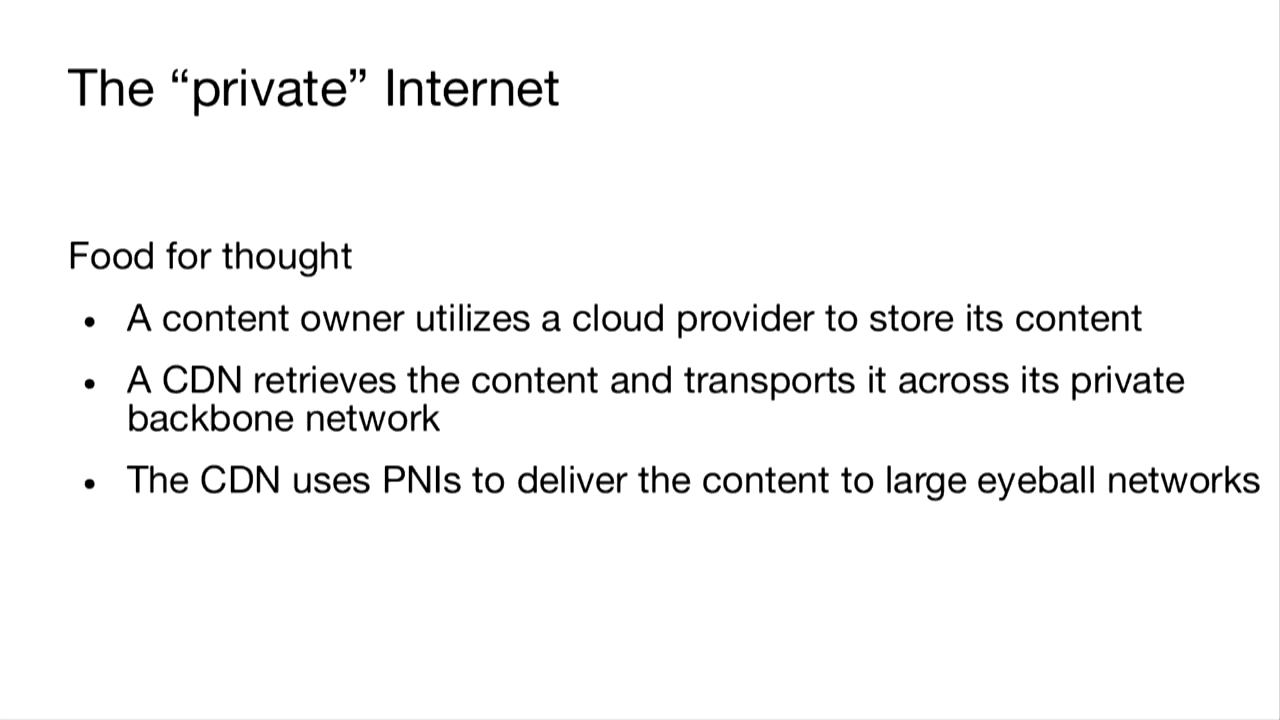 The “private” Internet
Food for thought
• A content owner utilizes a cloud provider to store its content
• A CDN retrieves the content and transports it across its private
backbone network
• The CDN uses PNIs to deliver the content to large eyeball networks